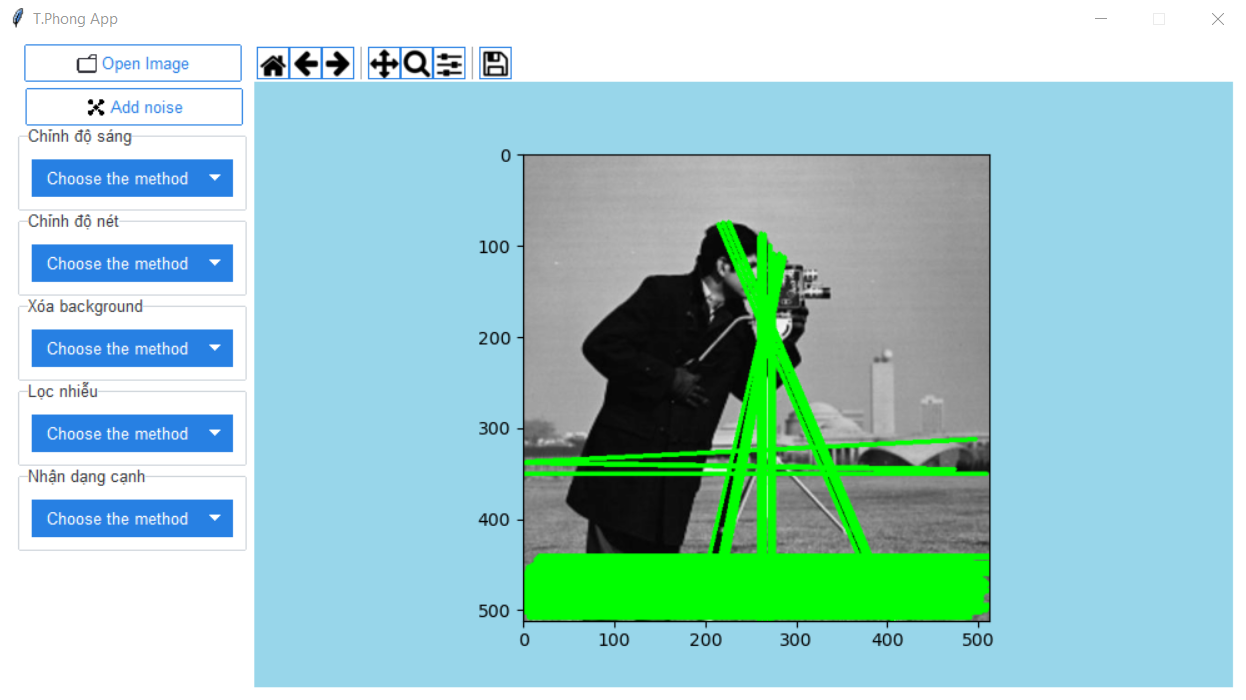 T.Phong App
Open Image
Add noise
Chỉnh độ sáng
Choose the method
Chỉnh độ nét
Choose the method
Xóa background
Choose the method
Lọc nhiễu
Choose the method
Nhận dạng cạnh
Choose the method
0
100
200
300
400
500
0 100 200 300 400 500